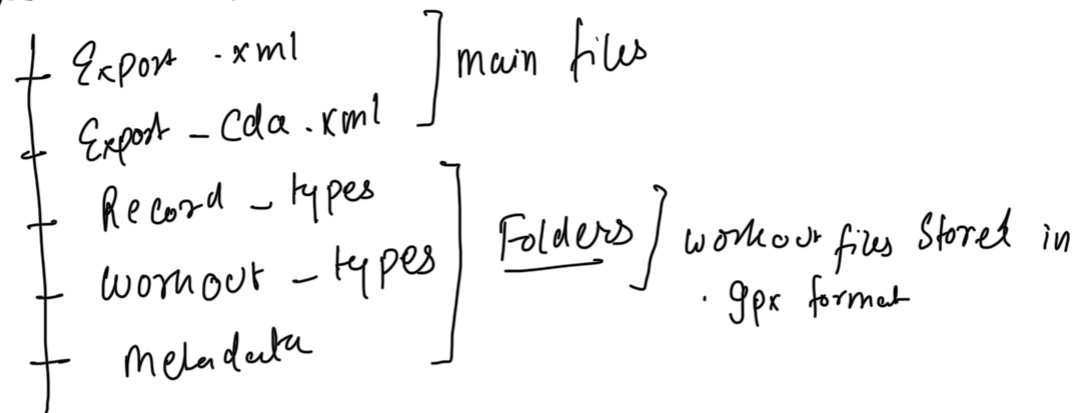 Export .xml
main files
Export - Cda .xml
Record - types
workout - types
Metadata
Folders
workout files Stored in
.gpx format